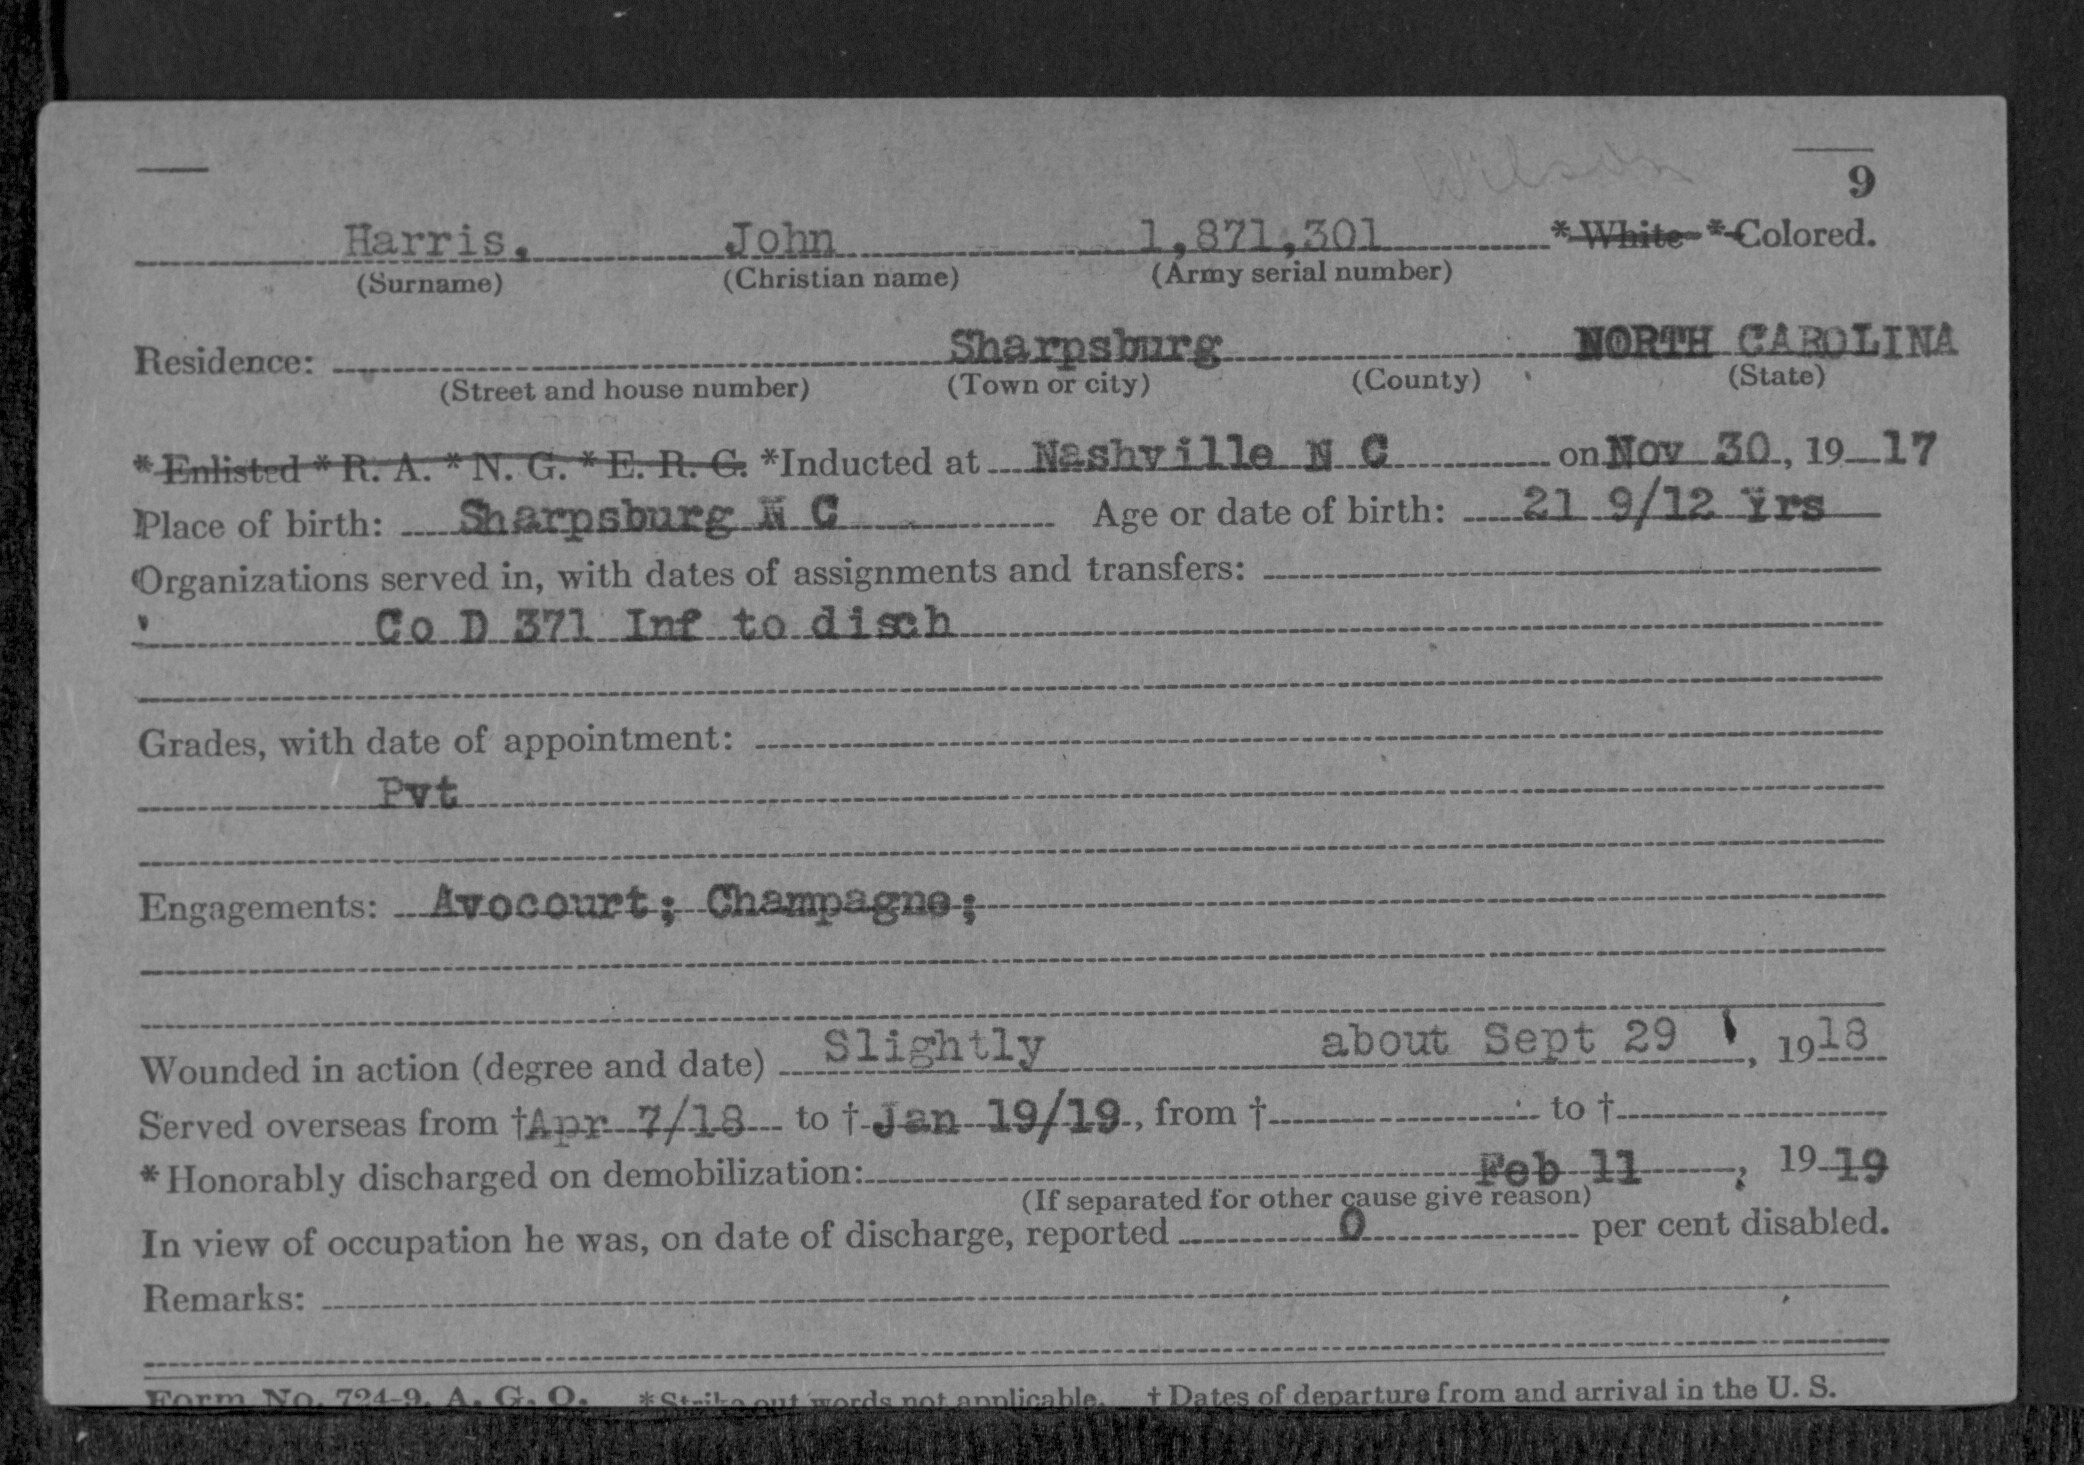 Wilson
9
Harris, John 1,871,301 *White *Colored.
(Surname) (Christian name) (Army serial number)
Residence: Sharpsburg NORTH CAROLINA
(Street and house number) (Town or city) (County) (State)
*Enlisted *R. A. *N. G. *E. R. C. *Inducted at Nashville N C on Nov 30, 19 17
Place of birth: Sharpsburg N C Age or date of birth: 21 9/12 Yrs
Organizations served in, with dates of assignments and transfers:
Co D 371 Inf to disch
Grades, with date of appointment:
Pvt
Engagements: Avocourt; Champagne;
Wounded in action (degree and date) Slightly about Sept 29, 1918
Served overseas from †Apr 7/18 to † Jan 19/19, from † to †
*Honorably discharged on demobilization: Feb 11, 19 19
(If separated for other cause give reason)
In view of occupation he was, on date of discharge, reported 0 per cent disabled.
Remarks:
Form No. 724-9, A. G. O. *Strike out words not applicable. † Dates of departure from and arrival in the U. S.